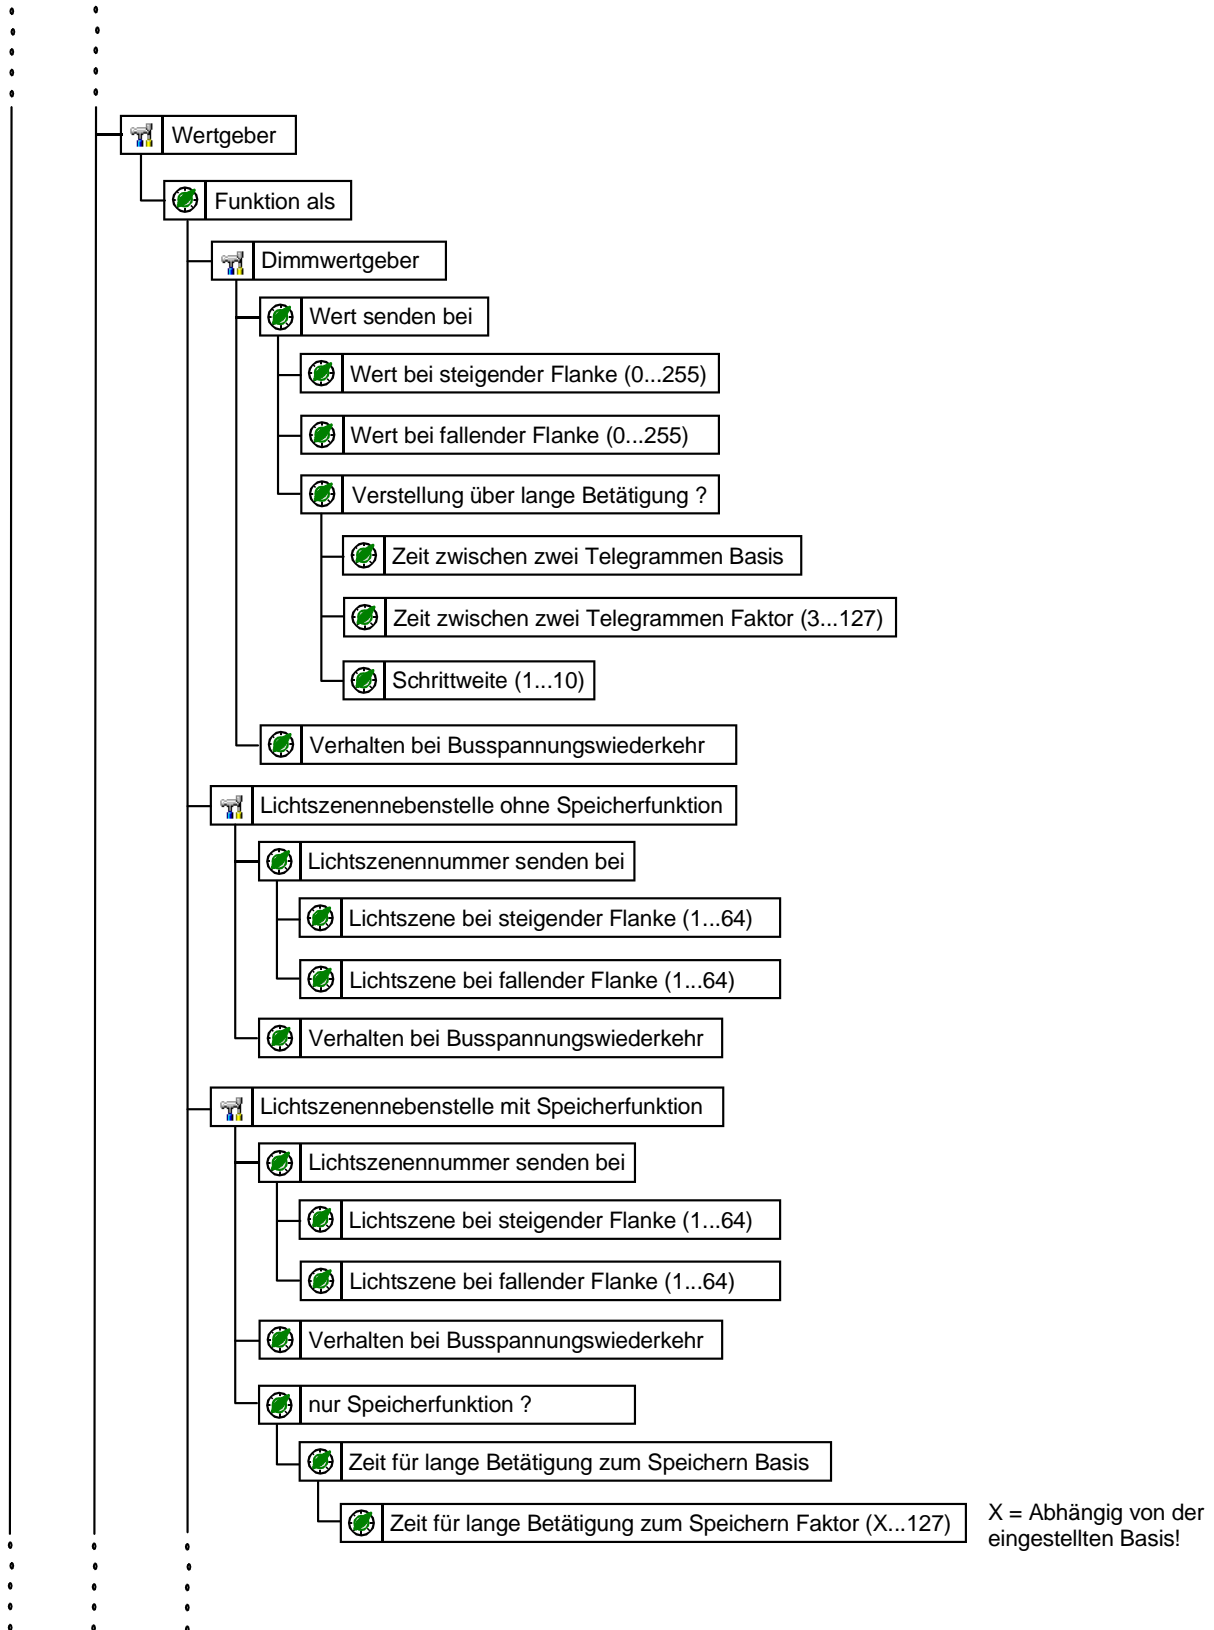 Wertgeber
Funktion als
Dimmwertgeber
Wert senden bei
Wert bei steigender Flanke (0...255)
Wert bei fallender Flanke (0...255)
Verstellung über lange Betätigung ?
Zeit zwischen zwei Telegrammen Basis
Zeit zwischen zwei Telegrammen Faktor (3...127)
Schrittweite (1...10)
Verhalten bei Busspannungswiederkehr
Lichtszenennebenstelle ohne Speicherfunktion
Lichtszenennummer senden bei
Lichtszene bei steigender Flanke (1...64)
Lichtszene bei fallender Flanke (1...64)
Verhalten bei Busspannungswiederkehr
Lichtszenennebenstelle mit Speicherfunktion
Lichtszenennummer senden bei
Lichtszene bei steigender Flanke (1...64)
Lichtszene bei fallender Flanke (1...64)
Verhalten bei Busspannungswiederkehr
nur Speicherfunktion ?
Zeit für lange Betätigung zum Speichern Basis
Zeit für lange Betätigung zum Speichern Faktor (X...127)
X = Abhängig von der
eingestellten Basis!